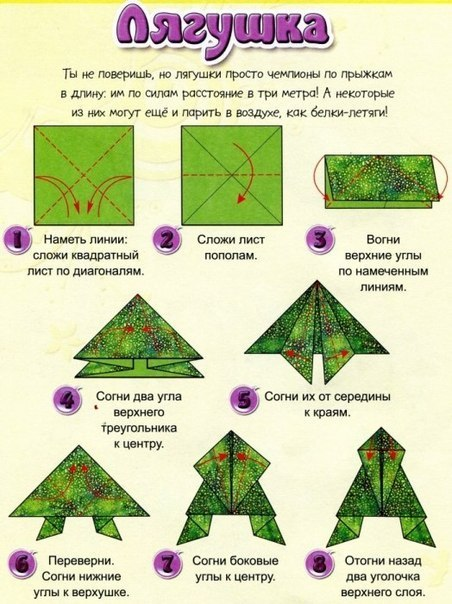 Лягушка
Ты не поверишь, но лягушки просто чемпионы по прыжкам
в длину: им по силам расстояние в три метра! А некоторые
из них могут ещё и парить в воздухе, как белки-летяги!
1
Наметь линии:
сложи квадратный
лист по диагоналям.
2
Сложи лист
пополам.
3
Вогни
верхние углы
по намеченным
линиям.
4
Согни два угла
верхнего
треугольника
к центру.
5
Согни их от середины
к краям.
6
Переверни.
Согни нижние
углы к верхушке.
7
Согни боковые
углы к центру.
8
Отогни назад
два уголочка
верхнего слоя.